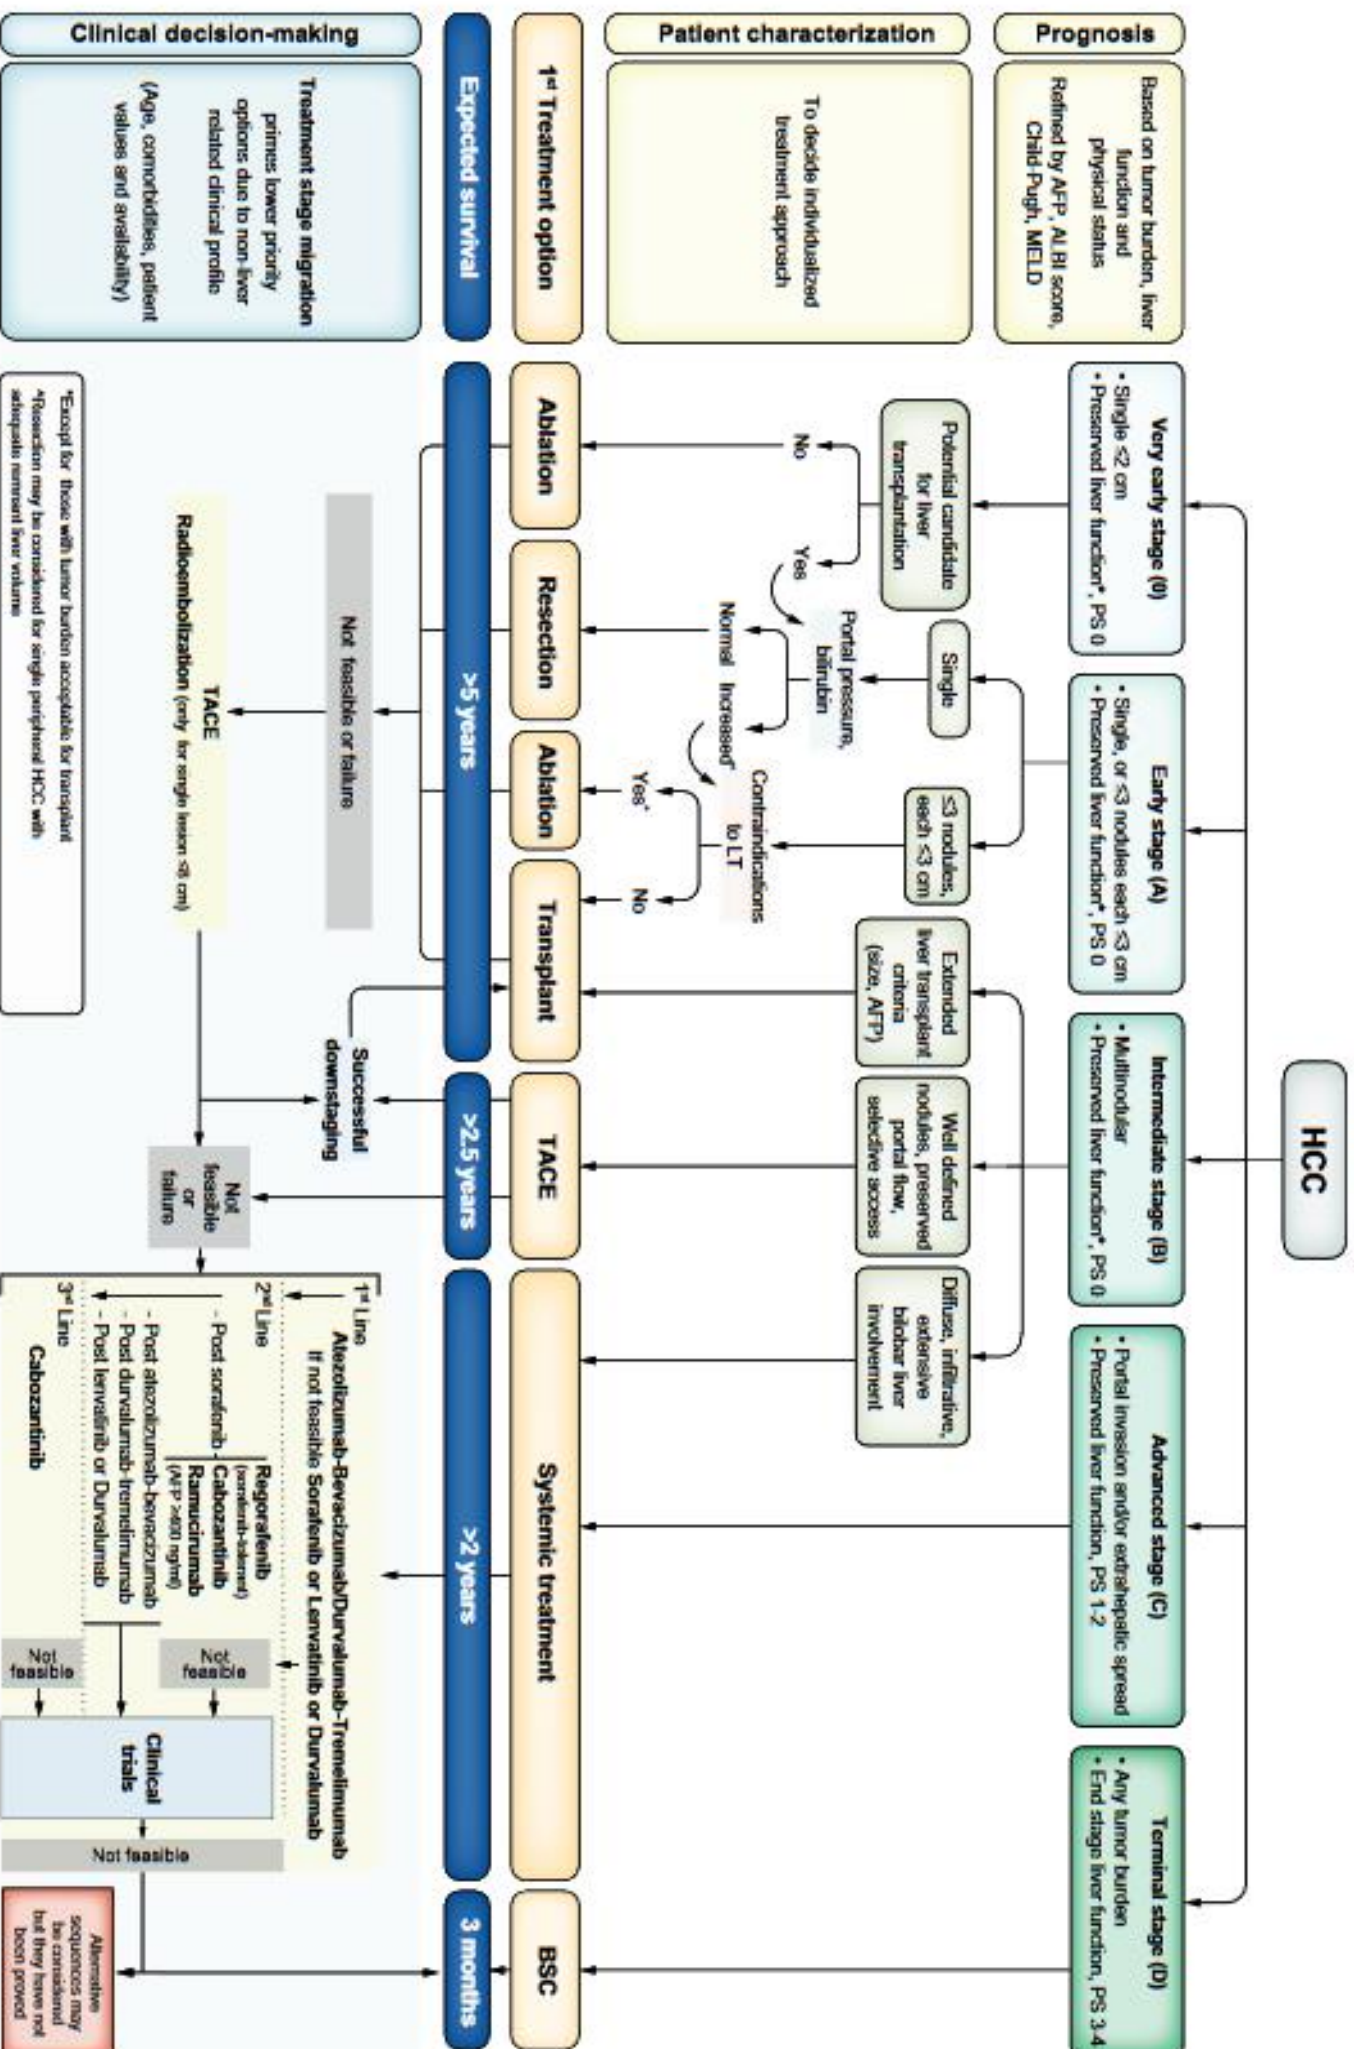 HCC
Prognosis
Based on tumor burden, liver
function and
physical status
Refined by AFP, ALBI score,
Child-Pugh, MELD
Very early stage (0)
• Single ≤2 cm
• Preserved liver function*, PS 0
Early stage (A)
• Single, or ≤3 nodules each ≤3 cm
• Preserved liver function*, PS 0
Intermediate stage (B)
• Multinodular
• Preserved liver function*, PS 0
Advanced stage (C)
• Portal invasion and/or extrahepatic spread
• Preserved liver function, PS 1-2
Terminal stage (D)
• Any tumor burden
• End stage liver function, PS 3-4
Patient characterization
To decide individualized
treatment approach
Potential candidate
for liver
transplantation
Single
≤3 nodules,
each ≤3 cm
Extended
liver transplant
criteria
(size, AFP)
Well defined
nodules, preserved
portal flow,
selective access
Diffuse, infiltrative,
extensive
bilobar liver
involvement
Portal pressure,
bilirubin
No
Yes
Normal
Increased^
Contraindications
to LT
Yes^
No
1st Treatment option
Ablation
Resection
Ablation
Transplant
TACE
Systemic treatment
BSC
Expected survival
>5 years
>2.5 years
>2 years
3 months
Clinical decision-making
Treatment stage migration
primes lower priority
options due to non-liver
related clinical profile
(Age, comorbidities, patient
values and availability)
Not feasible or failure
TACE
Radioembolization (only for single lesion ≤8 cm)
Successful
downstaging
Not
feasible
or
failure
1st Line
Atezolizumab-Bevacizumab/Durvalumab-Tremelimumab
If not feasible Sorafenib or Lenvatinib or Durvalumab
2nd Line
- Post sorafenib
Regorafenib
(sorafenib-tolerant)
Cabozantinib
Ramucirumab
(AFP ≥400 ng/ml)
- Post atezolizumab-bevacizumab
- Post durvalumab-tremelimumab
- Post lenvatinib or Durvalumab
3rd Line
Cabozantinib
Not
feasible
Not
feasible
Clinical
trials
Not feasible
Alternative
sequences may
be considered
but they have not
been proved
*Except for those with tumor burden acceptable for transplant
^Resection may be considered for single peripheral HCC with
adequate remnant liver volume